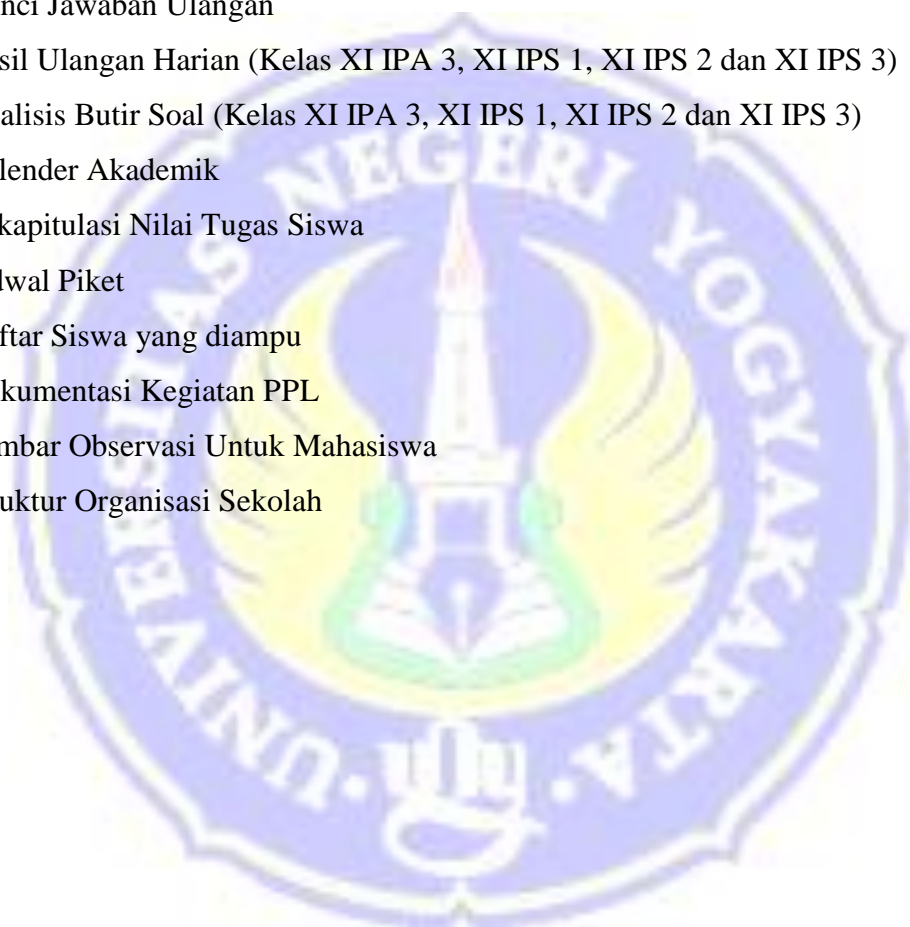 nci Jawaban Ulangan
sil Ulangan Harian (Kelas XI IPA 3, XI IPS 1, XI IPS 2 dan XI IPS 3)
alisis Butir Soal (Kelas XI IPA 3, XI IPS 1, XI IPS 2 dan XI IPS 3)
lender Akademik
kapitulasi Nilai Tugas Siswa
dwal Piket
ftar Siswa yang diampu
kumentasi Kegiatan PPL
mbar Observasi Untuk Mahasiswa
uktur Organisasi Sekolah
UNIVERSITAS NEGERI YOGYAKARTA